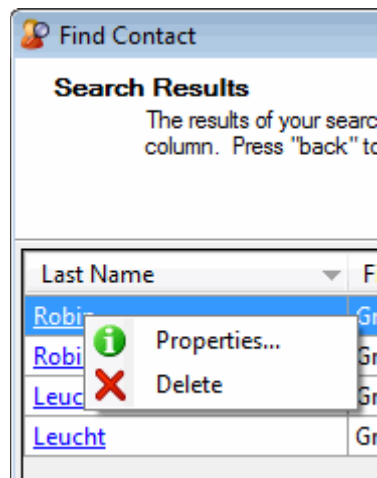 Find Contact
Search Results
The results of your searc
column. Press "back" to
Last Name F
Robin Gr
Properties...
Robi Gr
Delete
Leuc Gr
Leucht Gr